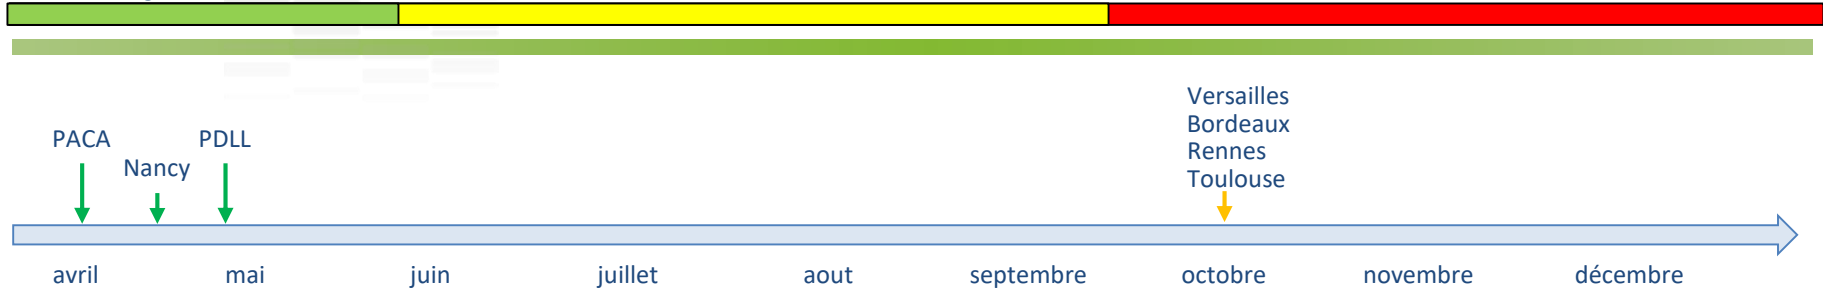 Versailles
Bordeaux
PACA
PDLL
Rennes
Nancy
Toulouse
avril
mai
juin
juillet
aout
septembre
octobre
novembre
décembre